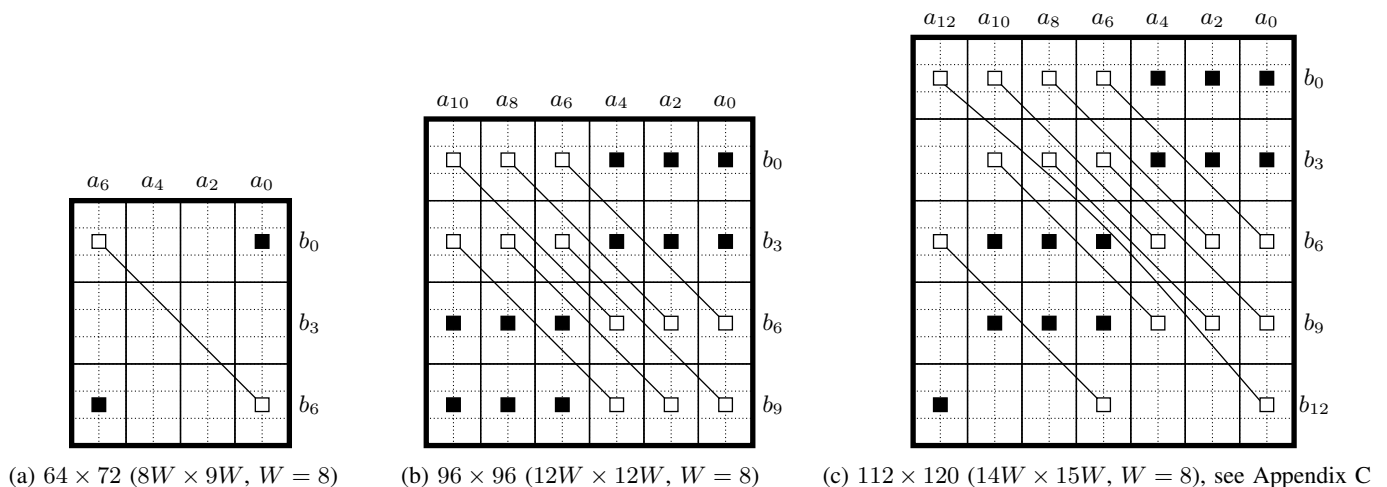 a₆ a₄ a₂ a₀
b₀
b₃
b₆
(a) 64 × 72 (8W × 9W, W = 8)
a₁₀ a₈ a₆ a₄ a₂ a₀
b₀
b₃
b₆
b₉
(b) 96 × 96 (12W × 12W, W = 8)
a₁₂ a₁₀ a₈ a₆ a₄ a₂ a₀
b₀
b₃
b₆
b₉
b₁₂
(c) 112 × 120 (14W × 15W, W = 8), see Appendix C